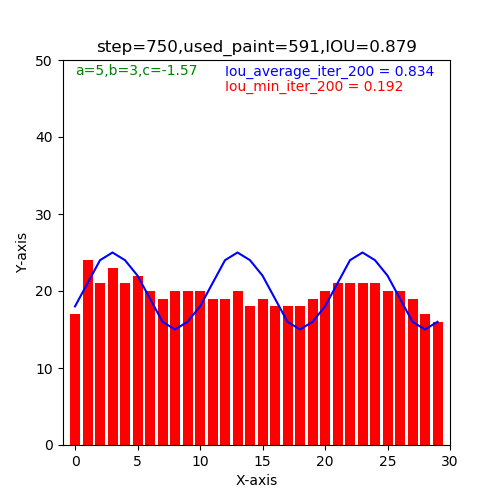 step=750,used_paint=591,IOU=0.879
a=5,b=3,c=-1.57
Iou_average_iter_200 = 0.834
Iou_min_iter_200 = 0.192
50
40
30
20
10
0
Y-axis
0 5 10 15 20 25 30
X-axis